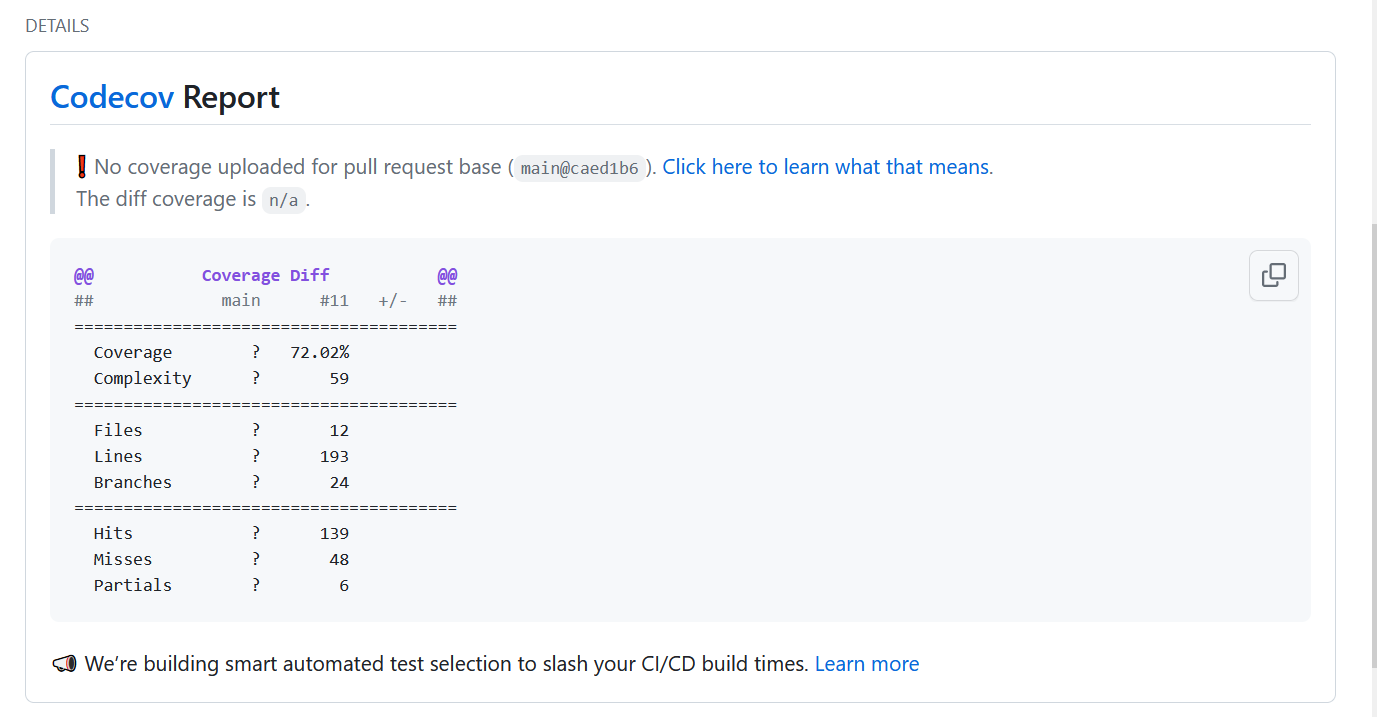 DETAILS
Codecov Report
❗ No coverage uploaded for pull request base (main@caed1b6). Click here to learn what that means.
The diff coverage is n/a.
@@           Coverage Diff           @@
##             main      #11   +/-   ##
=======================================
  Coverage        ?   72.02%
  Complexity      ?       59
=======================================
  Files           ?       12
  Lines           ?      193
  Branches        ?       24
=======================================
  Hits            ?      139
  Misses          ?       48
  Partials        ?        6
📢 We’re building smart automated test selection to slash your CI/CD build times. Learn more